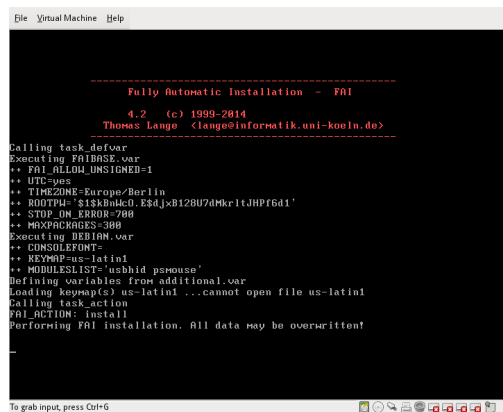 File Virtual Machine Help
Fully Automatic Installation - FAI
4.2 (c) 1999-2014
Thomas Lange <lange@informatik.uni-koeln.de>
Calling task_defvar
Executing FAIBASE.var
++ FAI_ALLOW_UNSIGNED=1
++ UTC=yes
++ TIMEZONE=Europe/Berlin
++ ROOTPW='$1$kBnWcO.E$djxB128U7dMkrltJHPf6d1'
++ STOP_ON_ERROR=700
++ MAXPACKAGES=300
Executing DEBIAN.var
++ CONSOLEFONT=
++ KEYMAP=us-latin1
++ MODULESLIST='usbhid psmouse'
Defining variables from additional.var
Loading keymap(s) us-latin1 ...cannot open file us-latin1
Calling task_action
FAI_ACTION: install
Performing FAI installation. All data may be overwritten!
To grab input, press Ctrl+G